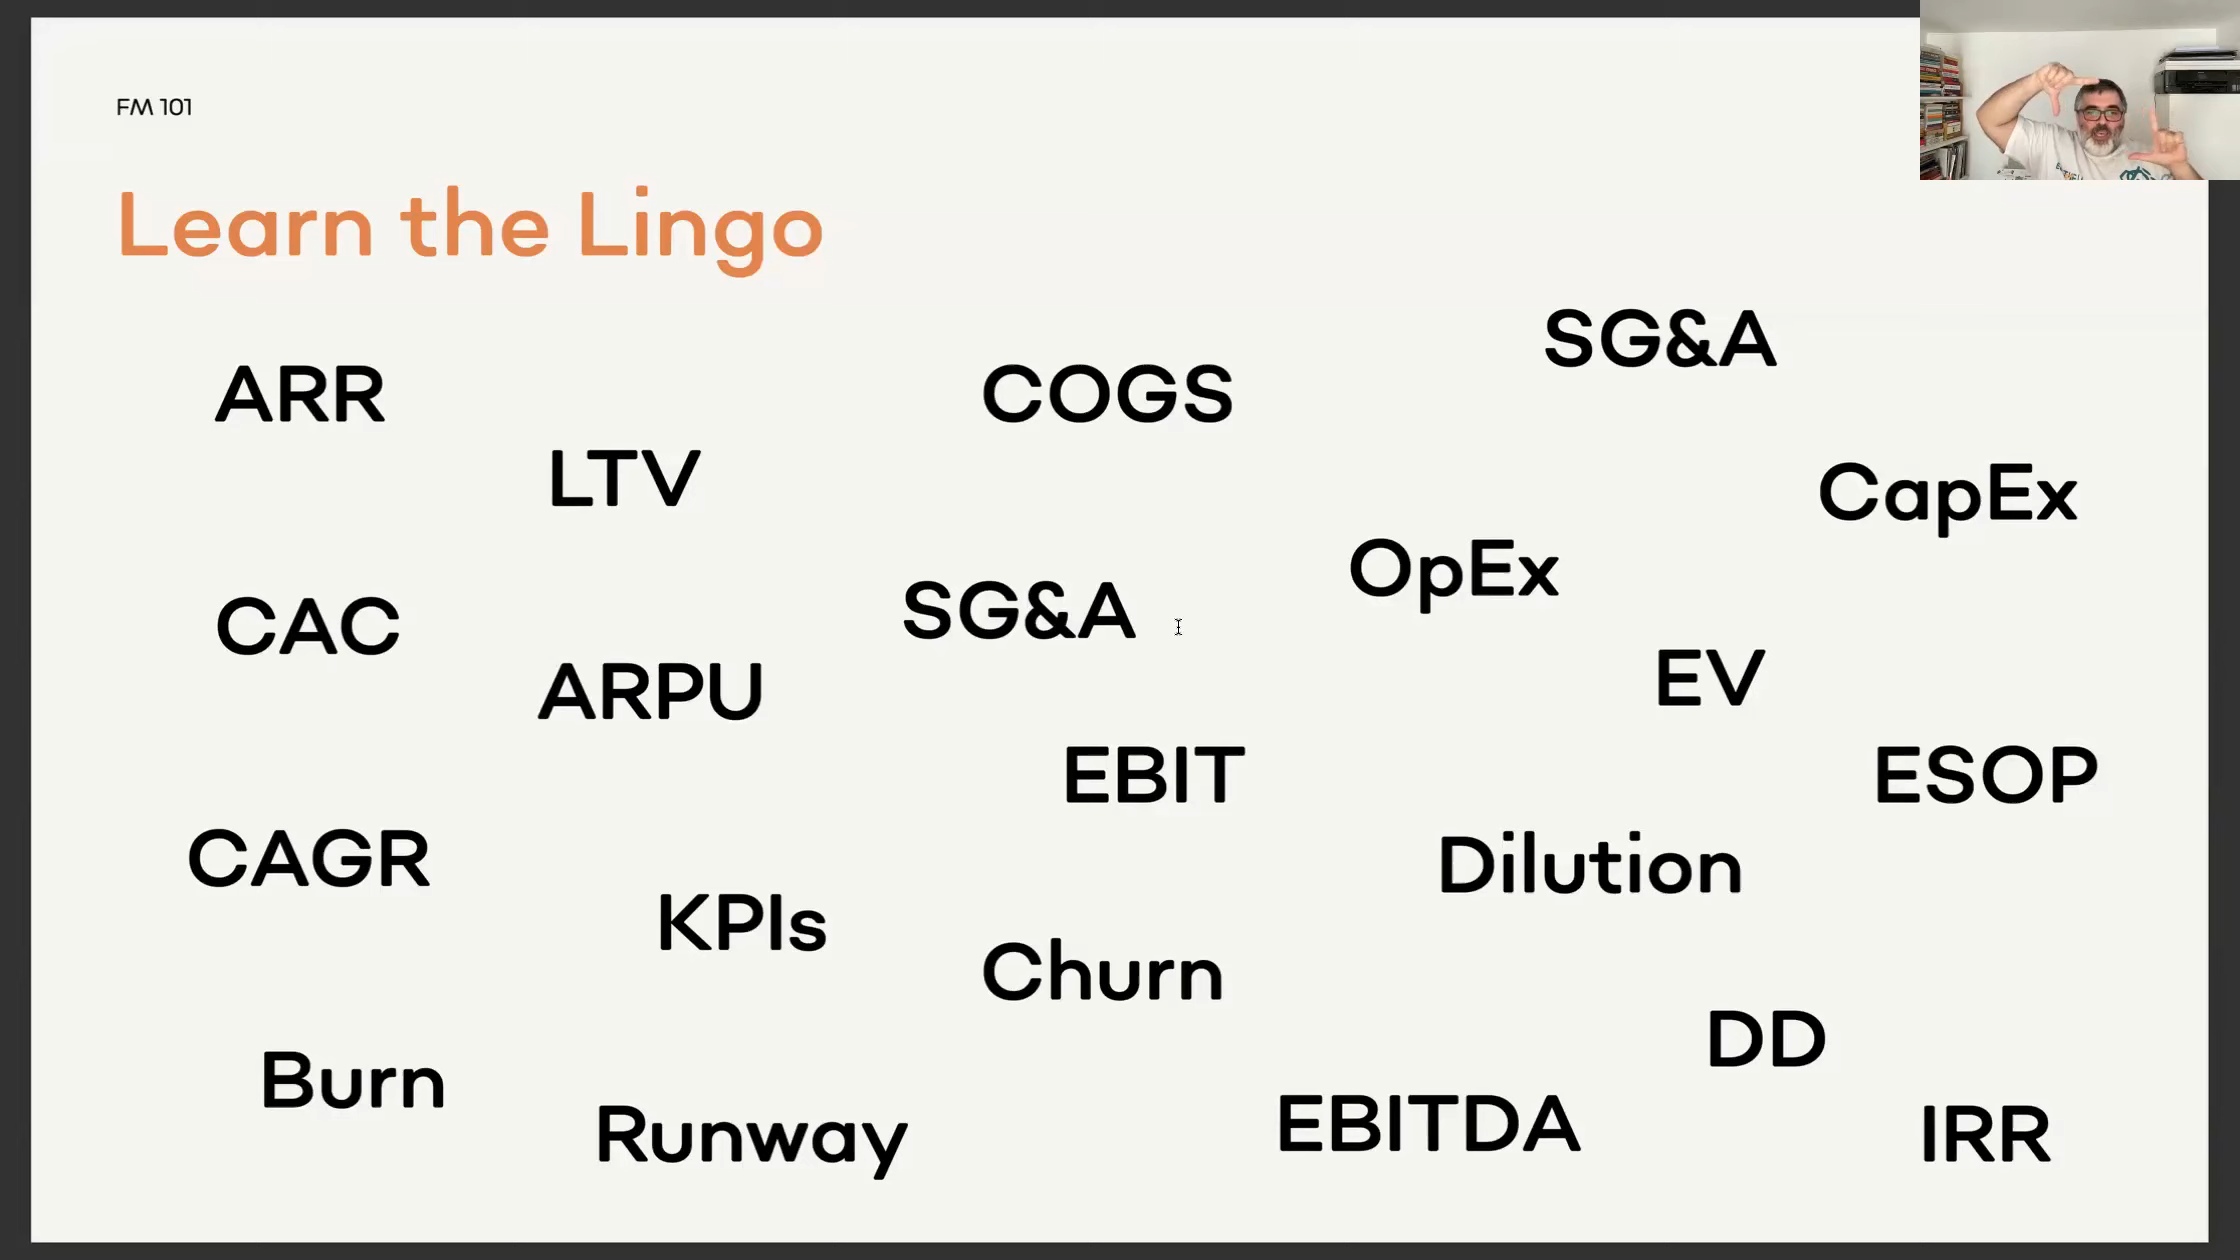 FM 101
Learn the Lingo
SG&A
ARR
COGS
LTV
CapEx
OpEx
CAC
SG&A
ARPU
EV
EBIT
ESOP
CAGR
Dilution
KPIs
Churn
DD
Burn
EBITDA
Runway
IRR